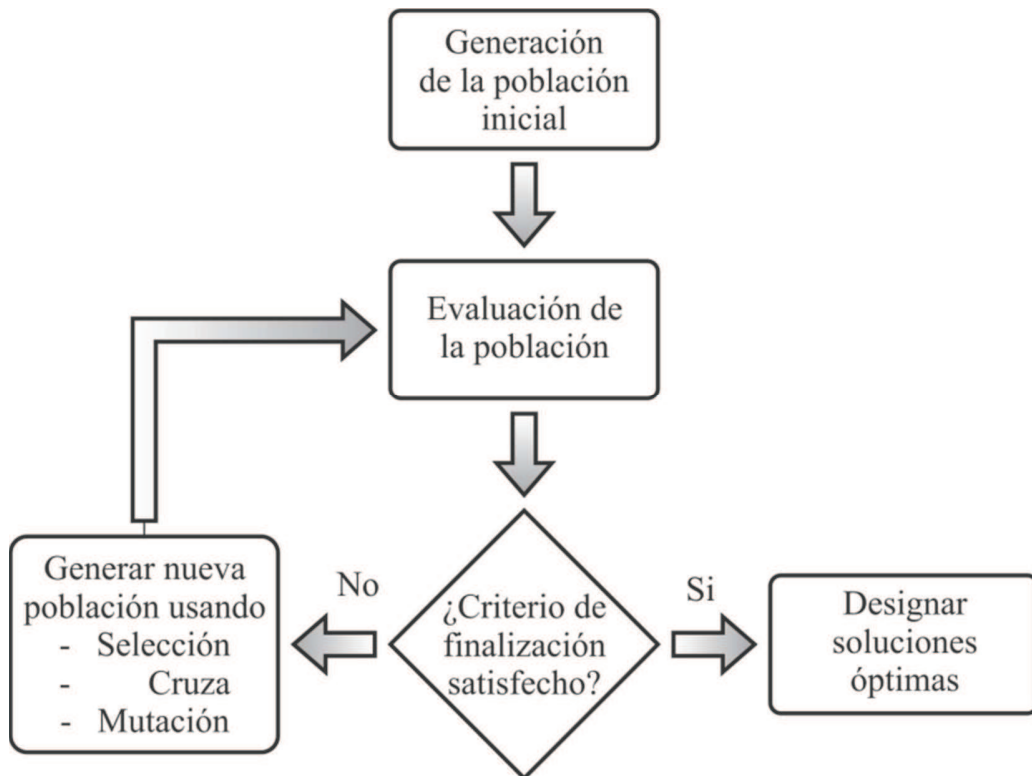 Generación
de la población
inicial
Evaluación de
la población
¿Criterio de
finalización
satisfecho?
No
Si
Generar nueva
población usando
- Selección
- Cruza
- Mutación
Designar
soluciones
óptimas